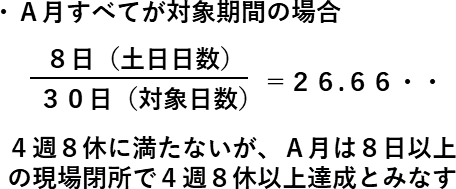 ・Ａ月すべてが対象期間の場合
８日（土日日数）
３０日（対象日数）
＝２６.６６・・
４週８休に満たないが、Ａ月は８日以上
の現場閉所で４週８休以上達成とみなす